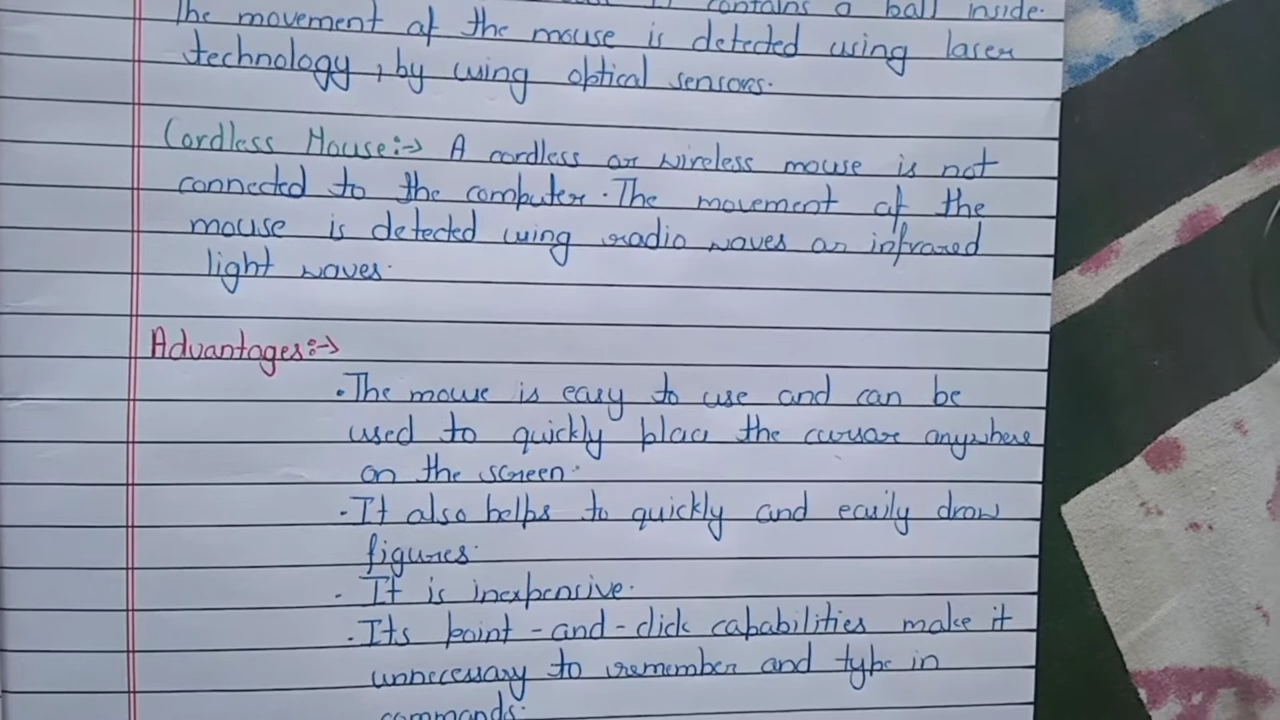 contains a ball inside.
The movement of the mouse is detected using laser
technology, by using optical sensors.
Cordless Mouse:→ A cordless or wireless mouse is not
connected to the computer. The movement of the
mouse is detected using radio waves or infrared
light waves.
Advantages:→
• The mouse is easy to use and can be
used to quickly place the cursor anywhere
on the screen.
• It also helps to quickly and easily draw
figures.
• It is inexpensive.
• Its point-and-click capabilities make it
unnecessary to remember and type in
commands.